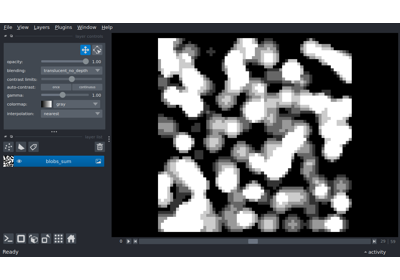 File View Layers Plugins Window Help
opacity: 1.00
blending: translucent_no_depth
contrast limits:
auto-contrast: once continuous
gamma: 1.00
colormap: gray
interpolation: nearest
blobs_sum
Ready
activity